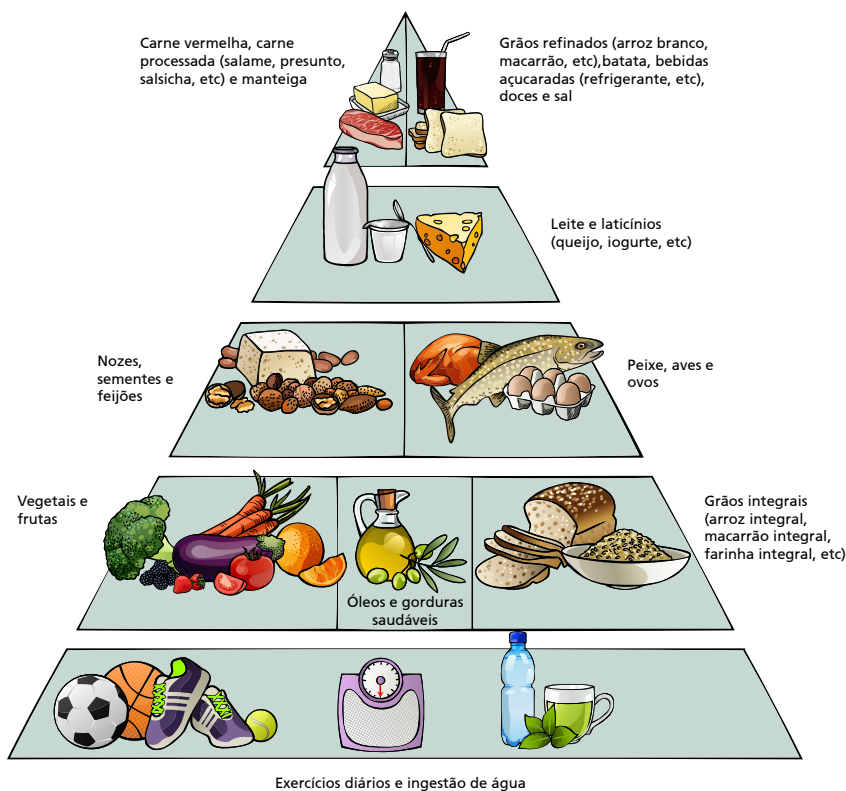 Carne vermelha, carne
processada (salame, presunto,
salsicha, etc) e manteiga
Grãos refinados (arroz branco,
macarrão, etc),batata, bebidas
açucaradas (refrigerante, etc),
doces e sal
Leite e laticínios
(queijo, iogurte, etc)
Nozes,
sementes e
feijões
Peixe, aves e
ovos
Vegetais e
frutas
Óleos e gorduras
saudáveis
Grãos integrais
(arroz integral,
macarrão integral,
farinha integral, etc)
Exercícios diários e ingestão de água